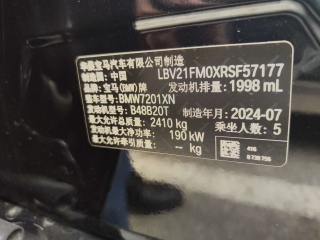 华晨宝马汽车有限公司制造
制造国: 中国 LBV21FM0XRSF57177
品牌: 宝马(BMW)牌 发动机排量: 1998 mL
整车型号: BMW7201XN
发动机型号: B48B20T 制造年月: 2024-07
最大允许总质量: 2410 kg 乘坐人数: 5
发动机最大净功率: 190 kW
最大允许牵引质量: -- kg
416
8738756